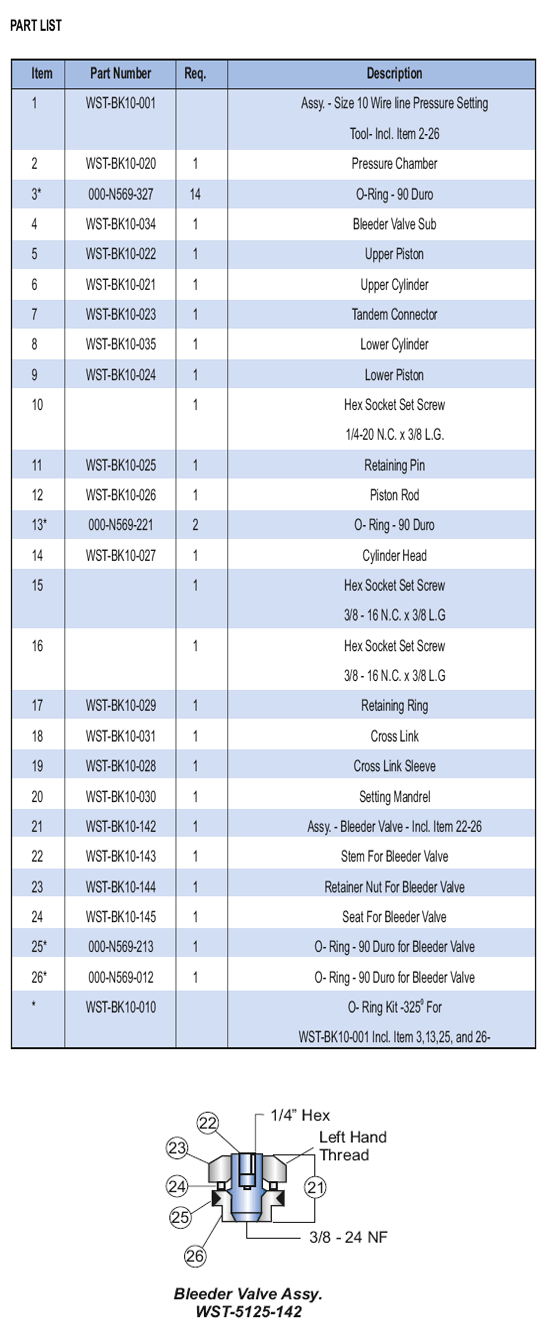 PART LIST
Item Part Number Req. Description
1 WST-BK10-001 Assy. - Size 10 Wire line Pressure Setting
Tool- Incl. Item 2-26
2 WST-BK10-020 1 Pressure Chamber
3* 000-N569-327 14 O-Ring - 90 Duro
4 WST-BK10-034 1 Bleeder Valve Sub
5 WST-BK10-022 1 Upper Piston
6 WST-BK10-021 1 Upper Cylinder
7 WST-BK10-023 1 Tandem Connector
8 WST-BK10-035 1 Lower Cylinder
9 WST-BK10-024 1 Lower Piston
10 1 Hex Socket Set Screw
1/4-20 N.C. x 3/8 L.G.
11 WST-BK10-025 1 Retaining Pin
12 WST-BK10-026 1 Piston Rod
13* 000-N569-221 2 O- Ring - 90 Duro
14 WST-BK10-027 1 Cylinder Head
15 1 Hex Socket Set Screw
3/8 - 16 N.C. x 3/8 L.G
16 1 Hex Socket Set Screw
3/8 - 16 N.C. x 3/8 L.G
17 WST-BK10-029 1 Retaining Ring
18 WST-BK10-031 1 Cross Link
19 WST-BK10-028 1 Cross Link Sleeve
20 WST-BK10-030 1 Setting Mandrel
21 WST-BK10-142 1 Assy. - Bleeder Valve - Incl. Item 22-26
22 WST-BK10-143 1 Stem For Bleeder Valve
23 WST-BK10-144 1 Retainer Nut For Bleeder Valve
24 WST-BK10-145 1 Seat For Bleeder Valve
25* 000-N569-213 1 O- Ring - 90 Duro for Bleeder Valve
26* 000-N569-012 1 O- Ring - 90 Duro for Bleeder Valve
* WST-BK10-010 O- Ring Kit -325⁰ For
WST-BK10-001 Incl. Item 3,13,25, and 26-
22 1/4” Hex
23 Left Hand
Thread
24 21
25
3/8 - 24 NF
26
Bleeder Valve Assy.
WST-5125-142